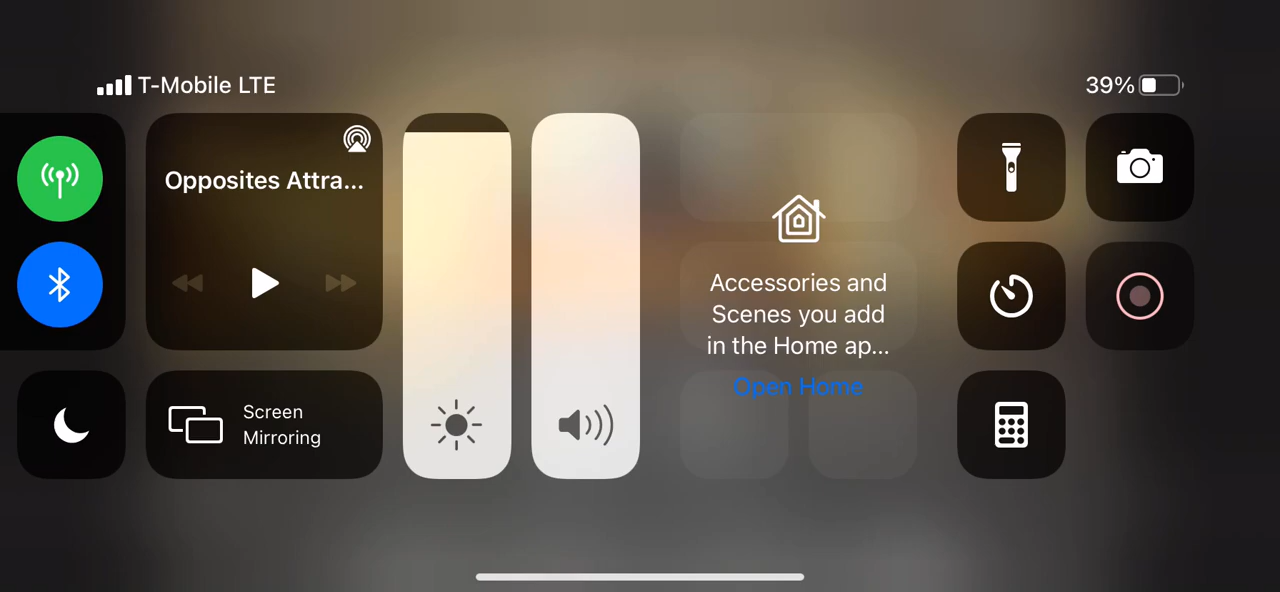 T-Mobile LTE
39%
Opposites Attra...
Accessories and
Scenes you add
in the Home ap...
Open Home
Screen
Mirroring